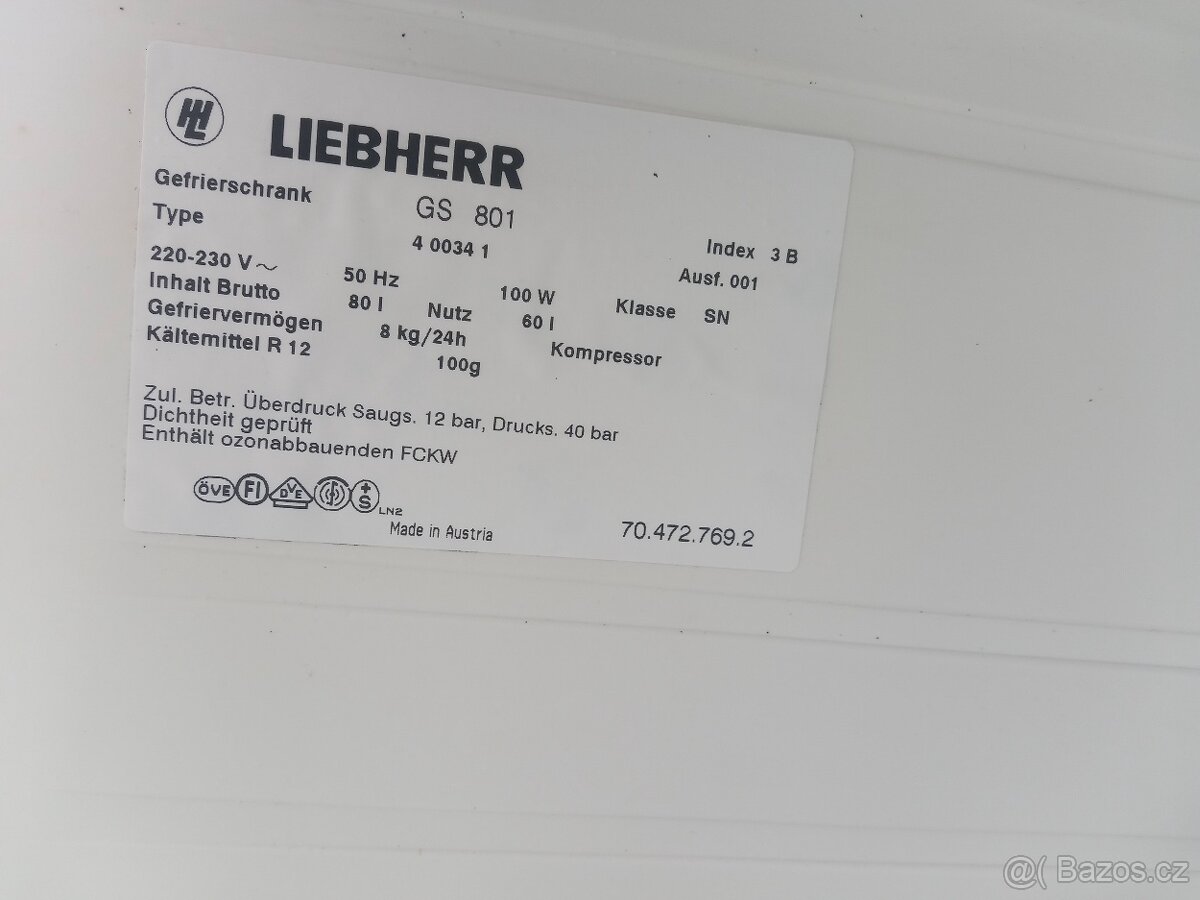 HL LIEBHERR
Gefrierschrank GS 801
Type 4 0034 1 Index 3 B
Ausf. 001
220-230 V~ 50 Hz 100 W Klasse SN
Inhalt Brutto 80 l Nutz 60 l
Gefriervermögen 8 kg/24h Kompressor
Kältemittel R 12 100g
Zul. Betr. Überdruck Saugs. 12 bar, Drucks. 40 bar
Dichtheit geprüft
Enthält ozonabbauenden FCKW
ÖVE FI DVE S +S LN2
Made in Austria 70.472.769.2
@( Bazos.cz